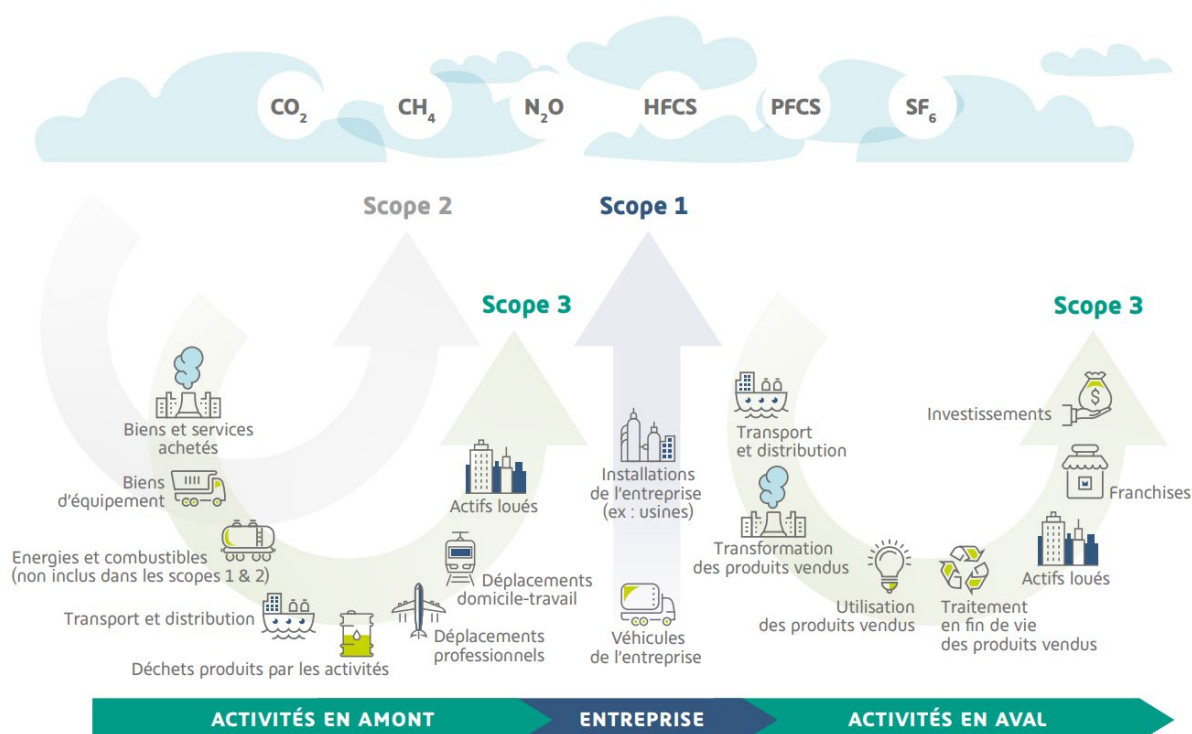 CO₂
CH₄
N₂O
HFCS
PFCS
SF₆
Scope 2
Scope 1
Scope 3
Scope 3
Biens et services
achetés
Biens
d'équipement
Energies et combustibles
(non inclus dans les scopes 1 & 2)
Transport et distribution
Déchets produits par les activités
Déplacements
professionnels
Déplacements
domicile-travail
Actifs loués
Installations
de l'entreprise
(ex : usines)
Véhicules
de l'entreprise
Transport
et distribution
Transformation
des produits vendus
Utilisation
des produits vendus
Traitement
en fin de vie
des produits vendus
Actifs loués
Franchises
Investissements
$
ACTIVITÉS EN AMONT
ENTREPRISE
ACTIVITÉS EN AVAL